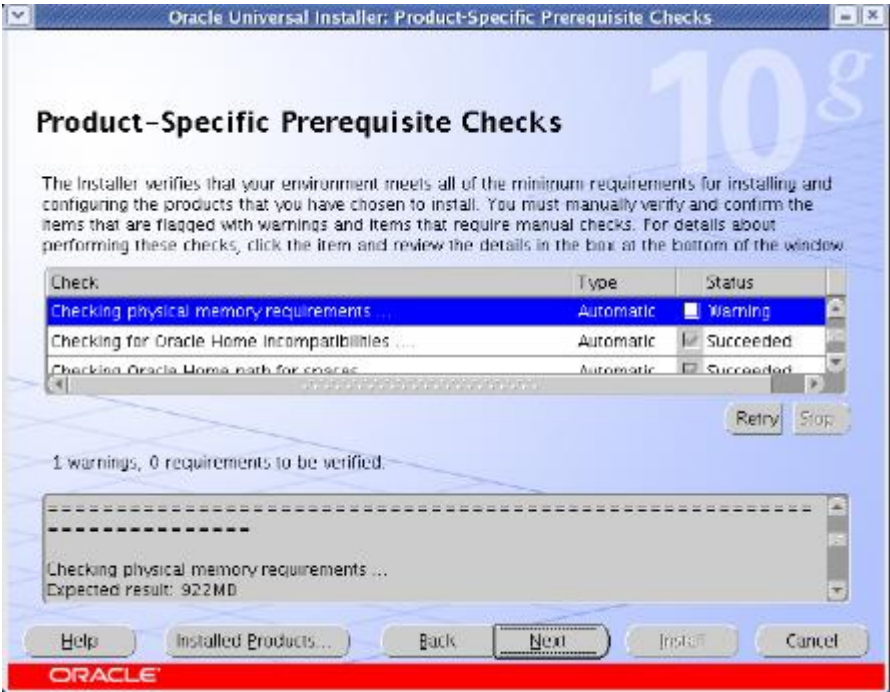 Oracle Universal Installer: Product-Specific Prerequisite Checks
10g
Product-Specific Prerequisite Checks
The Installer verifies that your environment meets all of the minimum requirements for installing and
configuring the products that you have chosen to install. You must manually verify and confirm the
items that are flagged with warnings and items that require manual checks. For details about
performing these checks, click the item and review the details in the box at the bottom of the window
Check Type Status
Checking physical memory requirements ... Automatic Warning
Checking for Oracle Home incompatibilities .... Automatic Succeeded
Checking Oracle Home path for spaces Automatic Succeeded
Retry Stop
1 warnings, 0 requirements to be verified.
=========================================================
===============
Checking physical memory requirements ...
Expected result: 922MB
Help Installed Products... Back Next Install Cancel
ORACLE